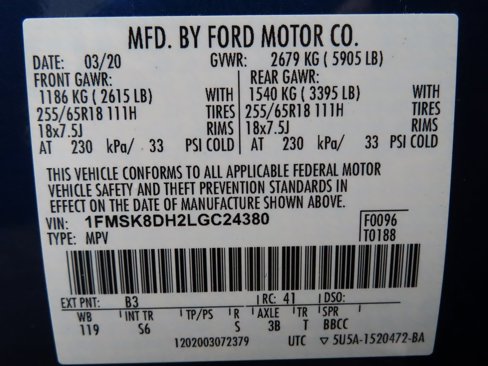 MFD. BY FORD MOTOR CO.
DATE: 03/20 GVWR: 2679 KG ( 5905 LB)
FRONT GAWR: REAR GAWR:
1186 KG ( 2615 LB) WITH 1540 KG ( 3395 LB) WITH
255/65R18 111H TIRES 255/65R18 111H TIRES
18x7.5J RIMS 18x7.5J RIMS
AT 230 kPa/ 33 PSI COLD AT 230 kPa/ 33 PSI COLD
THIS VEHICLE CONFORMS TO ALL APPLICABLE FEDERAL MOTOR
VEHICLE SAFETY AND THEFT PREVENTION STANDARDS IN
EFFECT ON THE DATE OF MANUFACTURE SHOWN ABOVE.
VIN: 1FMSK8DH2LGC24380 F0096
TYPE: MPV T0188
EXT PNT: B3 RC: 41 DSO:
WB INT TR TP/PS R AXLE TR SPR
119 S6 S 3B T BBCC
1202003072379 UTC ▽ 5U5A-1520472-BA